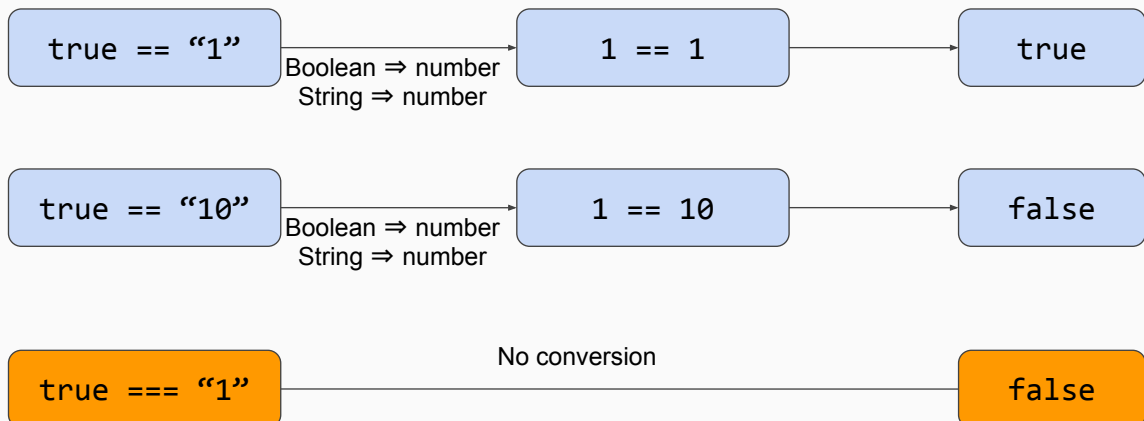 true == “1”
Boolean ⇒ number
String ⇒ number
1 == 1
true
true == “10”
Boolean ⇒ number
String ⇒ number
1 == 10
false
true === “1”
No conversion
false